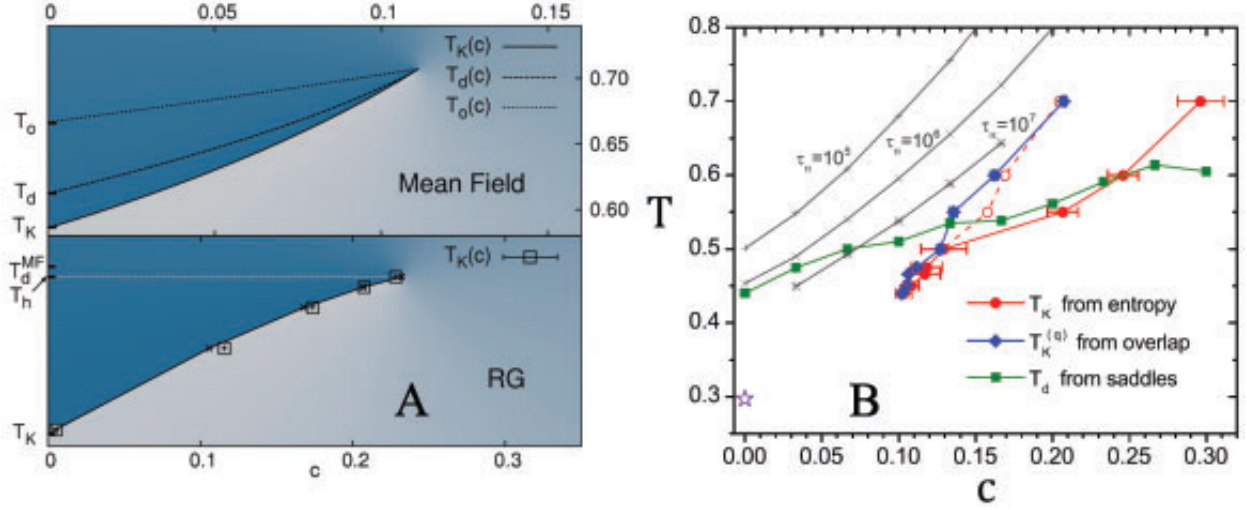 0 0.05 0.1 0.15
T_K(c)
T_d(c)
T_o(c)
0.70
0.65
0.60
T_o
T_d
T_K
Mean Field
T_K(c)
T_d^MF
T_h
T_K
RG
A
0 0.1 0.2 0.3
c
0.8
0.7
0.6
0.5
0.4
0.3
T
τ_n=10^5
τ_n=10^6
τ_n=10^7
T_K from entropy
T_K^(q) from overlap
T_d from saddles
B
0.00 0.05 0.10 0.15 0.20 0.25 0.30
c